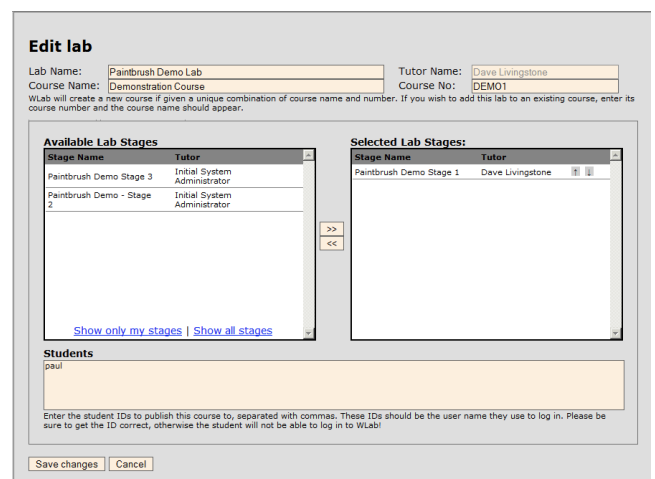 Edit lab
Lab Name: Paintbrush Demo Lab Tutor Name: Dave Livingstone
Course Name: Demonstration Course Course No: DEMO1
WLab will create a new course if given a unique combination of course name and number. If you wish to add this lab to an existing course, enter its
course number and the course name should appear.
Available Lab Stages
Stage Name Tutor
Paintbrush Demo Stage 3 Initial System
Administrator
Paintbrush Demo - Stage
2 Initial System
Administrator
Show only my stages | Show all stages
>>
<<
Selected Lab Stages:
Stage Name Tutor
Paintbrush Demo Stage 1 Dave Livingstone ↑ ↓
Students
paul
Enter the student IDs to publish this course to, separated with commas. These IDs should be the user name they use to log in. Please be
sure to get the ID correct, otherwise the student will not be able to log in to WLab!
Save changes Cancel